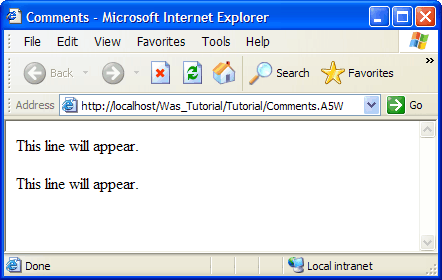 Comments - Microsoft Internet Explorer
File Edit View Favorites Tools Help
Back Search Favorites
Address http://localhost/Was_Tutorial/Tutorial/Comments.A5W Go
This line will appear.
This line will appear.
Done Local intranet